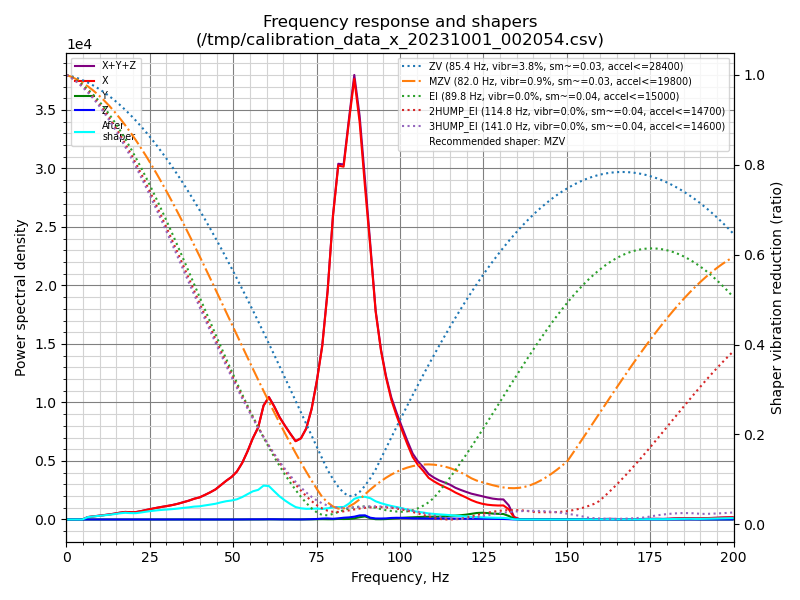 Frequency response and shapers
(/tmp/calibration_data_x_20231001_002054.csv)
1e4
X+Y+Z
X
Y
Z
After
shaper
ZV (85.4 Hz, vibr=3.8%, sm~=0.03, accel<=28400)
MZV (82.0 Hz, vibr=0.9%, sm~=0.03, accel<=19800)
EI (89.8 Hz, vibr=0.0%, sm~=0.04, accel<=15000)
2HUMP_EI (114.8 Hz, vibr=0.0%, sm~=0.04, accel<=14700)
3HUMP_EI (141.0 Hz, vibr=0.0%, sm~=0.04, accel<=14600)
Recommended shaper: MZV
Power spectral density
3.5
3.0
2.5
2.0
1.5
1.0
0.5
0.0
1.0
0.8
0.6
0.4
0.2
0.0
Shaper vibration reduction (ratio)
0 25 50 75 100 125 150 175 200
Frequency, Hz